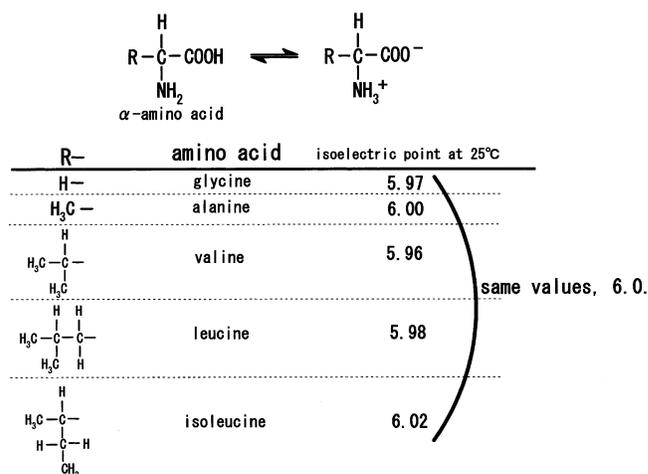 H
R-C-COOH
NH2
α-amino acid
H
R-C-COO-
NH3+
R- amino acid isoelectric point at 25℃
H- glycine 5.97
H3C- alanine 6.00
H
H3C-C- valine 5.96
H3C
same values, 6.0.
H H
H3C-C-C- leucine 5.98
H3C H
H
H3C-C- isoleucine 6.02
H-C-H
CH3